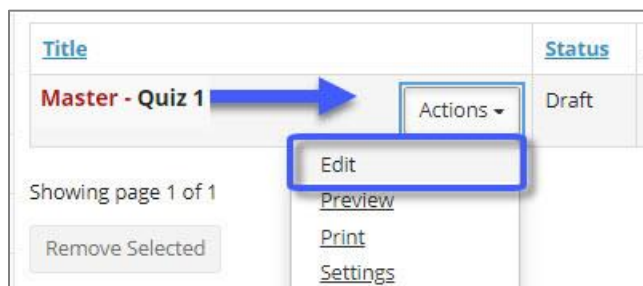 Title Status
Master - Quiz 1 Actions Draft
Edit
Showing page 1 of 1
Preview
Print
Remove Selected
Settings